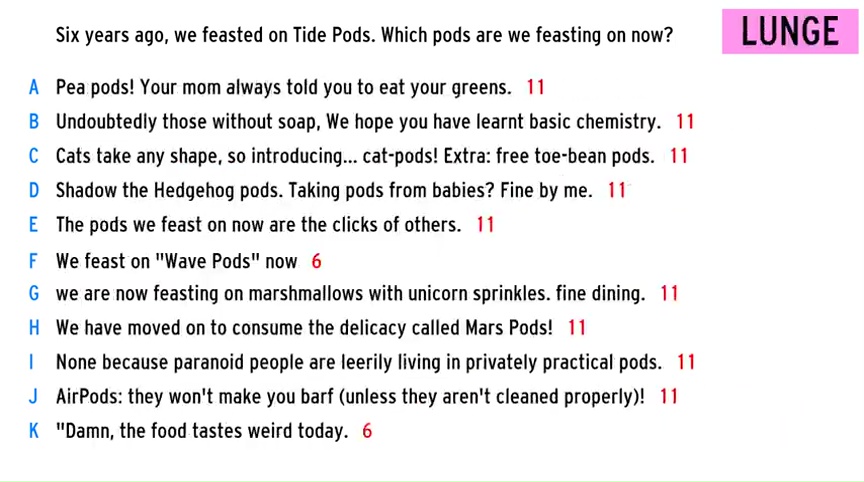 Six years ago, we feasted on Tide Pods. Which pods are we feasting on now?
LUNGE
A Pea pods! Your mom always told you to eat your greens. 11
B Undoubtedly those without soap, We hope you have learnt basic chemistry. 11
C Cats take any shape, so introducing... cat-pods! Extra: free toe-bean pods. 11
D Shadow the Hedgehog pods. Taking pods from babies? Fine by me. 11
E The pods we feast on now are the clicks of others. 11
F We feast on "Wave Pods" now 6
G we are now feasting on marshmallows with unicorn sprinkles. fine dining. 11
H We have moved on to consume the delicacy called Mars Pods! 11
I None because paranoid people are leerily living in privately practical pods. 11
J AirPods: they won't make you barf (unless they aren't cleaned properly)! 11
K "Damn, the food tastes weird today. 6